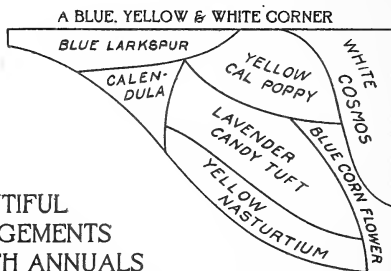 A BLUE, YELLOW & WHITE CORNER
BLUE LARKSPUR
CALEN-
DULA
YELLOW
CAL POPPY
WHITE
COSMOS
LAVENDER
CANDY TUFT
BLUE CORN FLOWER
YELLOW
NASTURTIUM
TIFUL
GEMENTS
TH ANNUALS